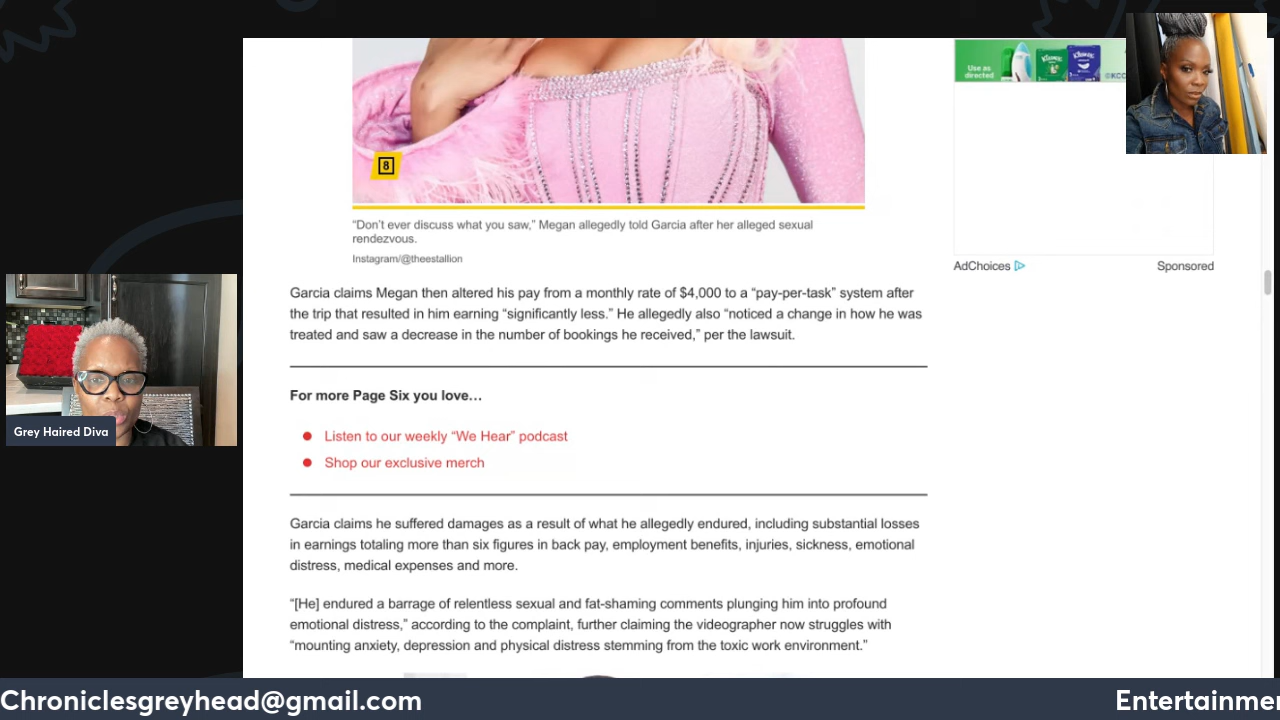 Use as
directed
KLEENEX
©KCC
8
“Don’t ever discuss what you saw,” Megan allegedly told Garcia after her alleged sexual
rendezvous.
Instagram/@theestallion
AdChoices
Sponsored
Garcia claims Megan then altered his pay from a monthly rate of $4,000 to a “pay-per-task” system after
the trip that resulted in him earning “significantly less.” He allegedly also “noticed a change in how he was
treated and saw a decrease in the number of bookings he received,” per the lawsuit.
For more Page Six you love…
Listen to our weekly “We Hear” podcast
Shop our exclusive merch
Grey Haired Diva
Garcia claims he suffered damages as a result of what he allegedly endured, including substantial losses
in earnings totaling more than six figures in back pay, employment benefits, injuries, sickness, emotional
distress, medical expenses and more.
“[He] endured a barrage of relentless sexual and fat-shaming comments plunging him into profound
emotional distress,” according to the complaint, further claiming the videographer now struggles with
“mounting anxiety, depression and physical distress stemming from the toxic work environment.”
Chroniclesgreyhead@gmail.com
Entertainmen